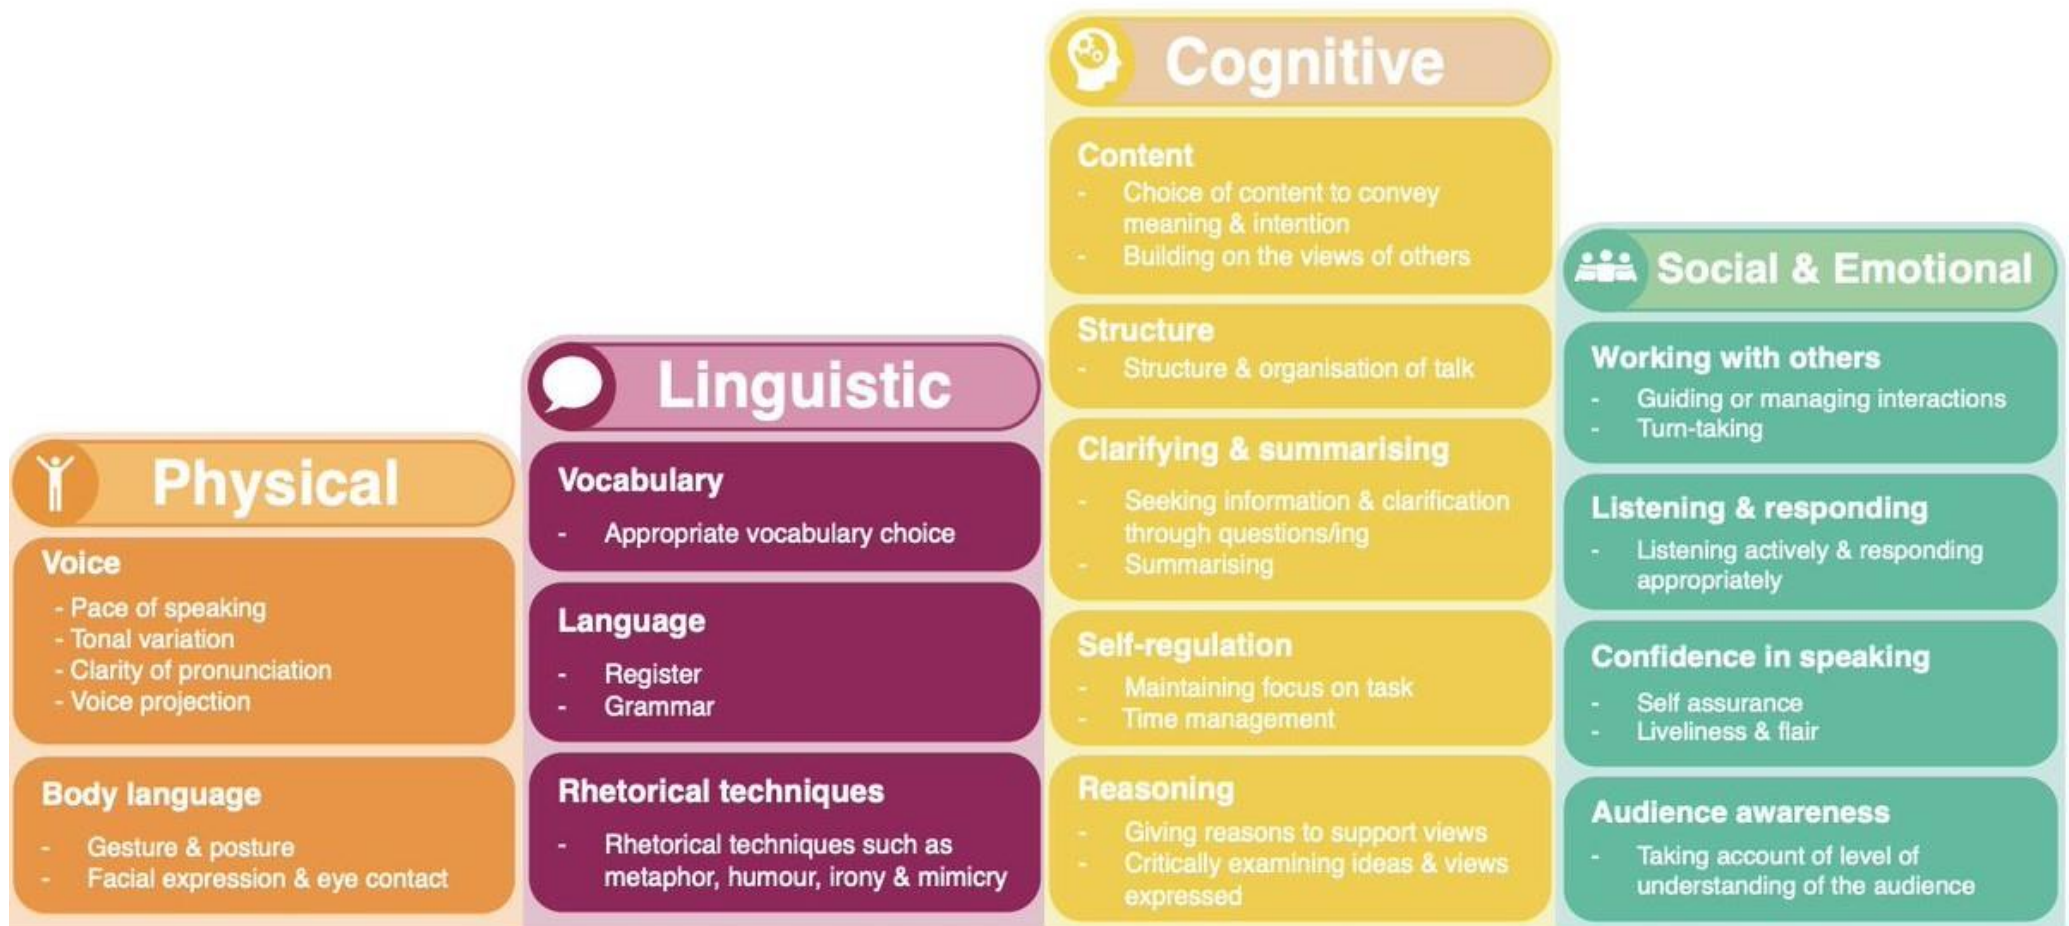 Physical
Voice
- Pace of speaking
- Tonal variation
- Clarity of pronunciation
- Voice projection
Body language
- Gesture & posture
- Facial expression & eye contact
Linguistic
Vocabulary
- Appropriate vocabulary choice
Language
- Register
- Grammar
Rhetorical techniques
- Rhetorical techniques such as
metaphor, humour, irony & mimicry
Cognitive
Content
- Choice of content to convey
meaning & intention
- Building on the views of others
Structure
- Structure & organisation of talk
Clarifying & summarising
- Seeking information & clarification
through questions/ing
- Summarising
Self-regulation
- Maintaining focus on task
- Time management
Reasoning
- Giving reasons to support views
- Critically examining ideas & views
expressed
Social & Emotional
Working with others
- Guiding or managing interactions
- Turn-taking
Listening & responding
- Listening actively & responding
appropriately
Confidence in speaking
- Self assurance
- Liveliness & flair
Audience awareness
- Taking account of level of
understanding of the audience